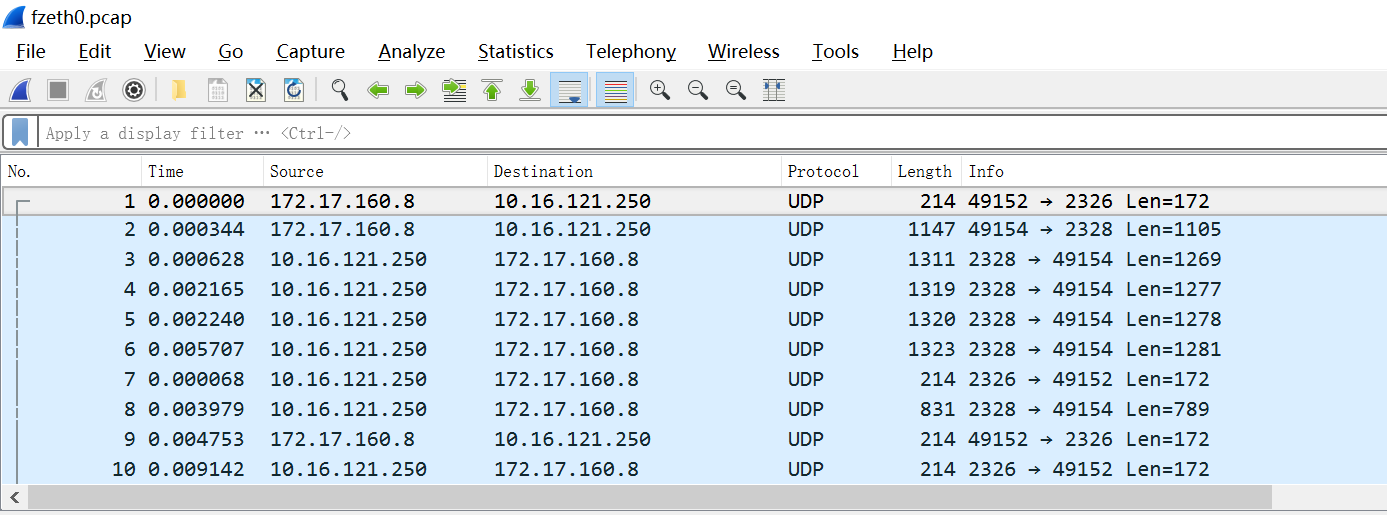 fzeth0.pcap
File Edit View Go Capture Analyze Statistics Telephony Wireless Tools Help
Apply a display filter ⋯ <Ctrl-/>
No. Time Source Destination Protocol Length Info
1 0.000000 172.17.160.8 10.16.121.250 UDP 214 49152 → 2326 Len=172
2 0.000344 172.17.160.8 10.16.121.250 UDP 1147 49154 → 2328 Len=1105
3 0.000628 10.16.121.250 172.17.160.8 UDP 1311 2328 → 49154 Len=1269
4 0.002165 10.16.121.250 172.17.160.8 UDP 1319 2328 → 49154 Len=1277
5 0.002240 10.16.121.250 172.17.160.8 UDP 1320 2328 → 49154 Len=1278
6 0.005707 10.16.121.250 172.17.160.8 UDP 1323 2328 → 49154 Len=1281
7 0.000068 10.16.121.250 172.17.160.8 UDP 214 2326 → 49152 Len=172
8 0.003979 10.16.121.250 172.17.160.8 UDP 831 2328 → 49154 Len=789
9 0.004753 172.17.160.8 10.16.121.250 UDP 214 49152 → 2326 Len=172
10 0.009142 10.16.121.250 172.17.160.8 UDP 214 2326 → 49152 Len=172